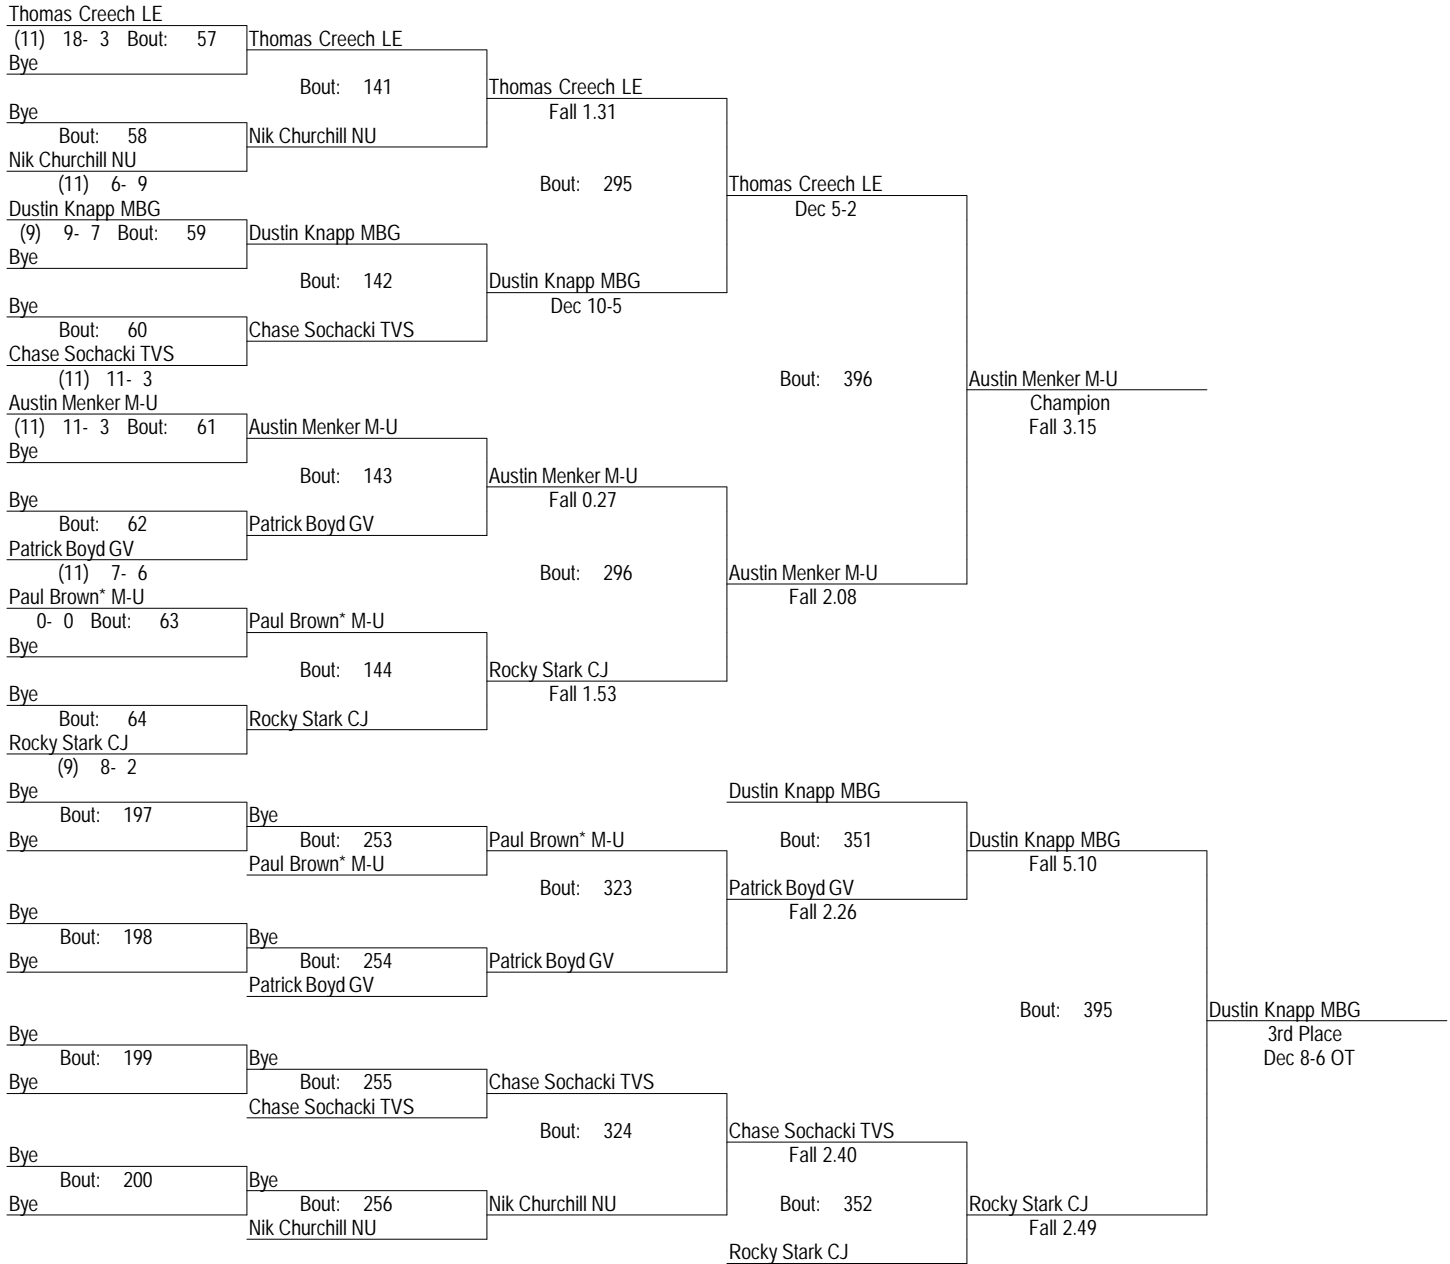 Thomas Creech LE
(11) 18- 3 Bout: 57 Thomas Creech LE
Bye
Bout: 141 Thomas Creech LE
Bye Fall 1.31
Bout: 58 Nik Churchill NU
Nik Churchill NU
(11) 6- 9 Bout: 295 Thomas Creech LE
Dustin Knapp MBG Dec 5-2
(9) 9- 7 Bout: 59 Dustin Knapp MBG
Bye
Bout: 142 Dustin Knapp MBG
Bye Dec 10-5
Bout: 60 Chase Sochacki TVS
Chase Sochacki TVS
(11) 11- 3 Bout: 396 Austin Menker M-U
Austin Menker M-U Champion
(11) 11- 3 Bout: 61 Austin Menker M-U Fall 3.15
Bye
Bout: 143 Austin Menker M-U
Bye Fall 0.27
Bout: 62 Patrick Boyd GV
Patrick Boyd GV
(11) 7- 6 Bout: 296 Austin Menker M-U
Paul Brown* M-U Fall 2.08
0- 0 Bout: 63 Paul Brown* M-U
Bye
Bout: 144 Rocky Stark CJ
Bye Fall 1.53
Bout: 64 Rocky Stark CJ
Rocky Stark CJ
(9) 8- 2
Bye Dustin Knapp MBG
Bout: 197 Bye
Bye Bout: 253 Paul Brown* M-U Bout: 351 Dustin Knapp MBG
Paul Brown* M-U Fall 5.10
Bout: 323 Patrick Boyd GV
Bye Fall 2.26
Bout: 198 Bye
Bye Bout: 254 Patrick Boyd GV
Patrick Boyd GV
Bout: 395 Dustin Knapp MBG
Bye 3rd Place
Bout: 199 Bye Dec 8-6 OT
Bye Bout: 255 Chase Sochacki TVS
Chase Sochacki TVS
Bout: 324 Chase Sochacki TVS
Bye Fall 2.40
Bout: 200 Bye
Bye Bout: 256 Nik Churchill NU Bout: 352 Rocky Stark CJ
Nik Churchill NU Fall 2.49
Rocky Stark CJ